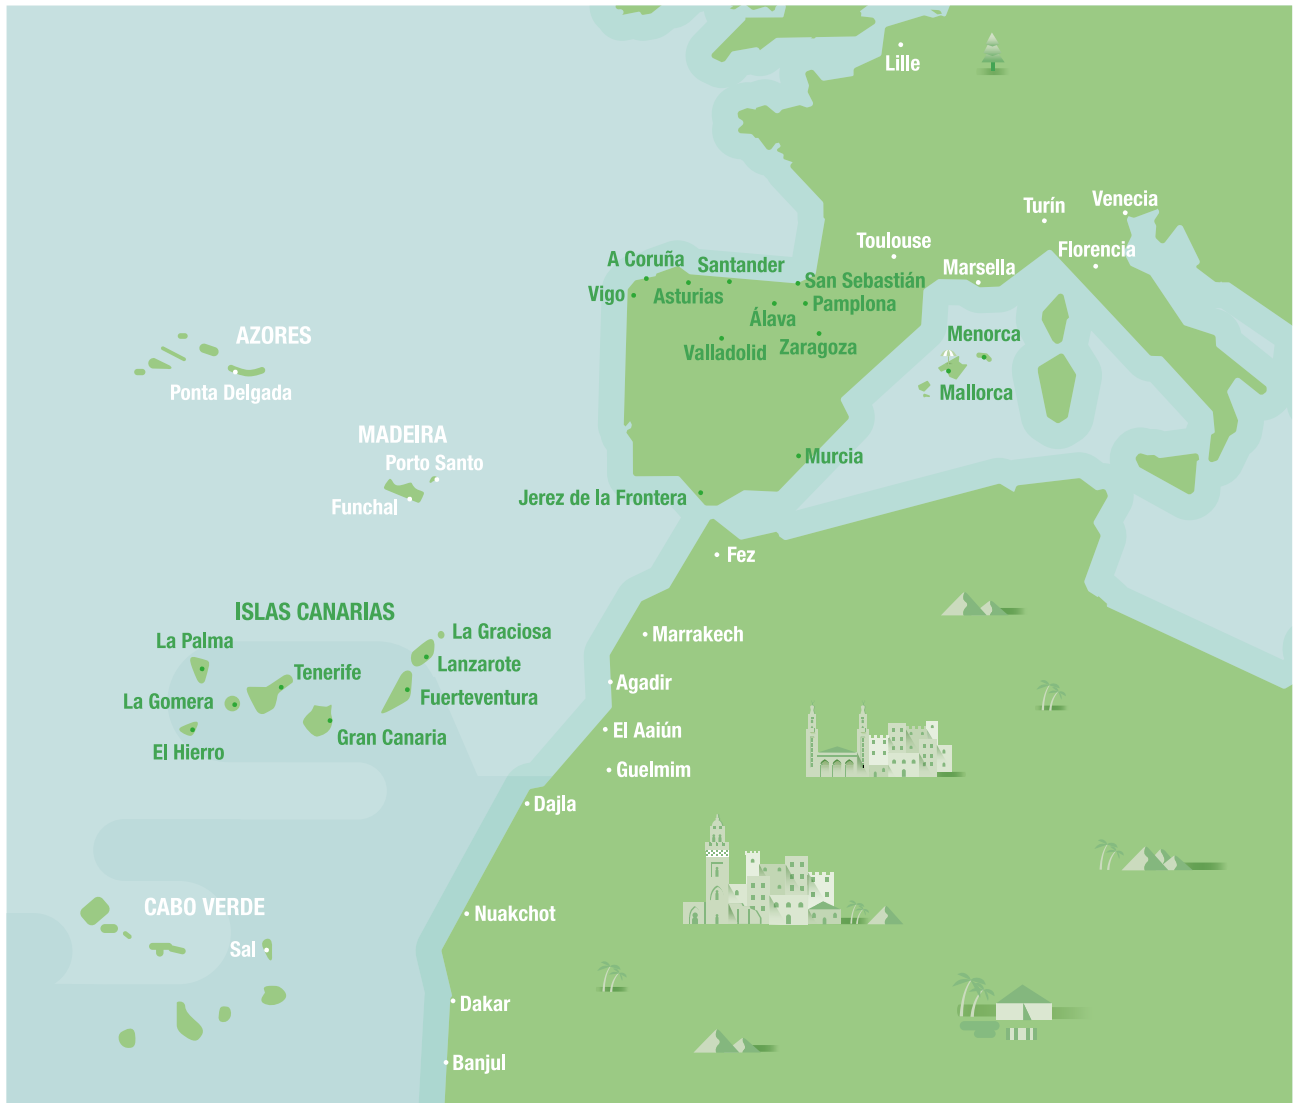 Lille
Venecia
Turín
Toulouse
Florencia
A Coruña
Santander
Marsella
San Sebastián
Vigo
Asturias
Pamplona
Álava
AZORES
Menorca
Valladolid
Zaragoza
Ponta Delgada
Mallorca
MADEIRA
Porto Santo
Murcia
Jerez de la Frontera
Funchal
Fez
ISLAS CANARIAS
La Graciosa
Marrakech
La Palma
Lanzarote
Tenerife
Agadir
Fuerteventura
La Gomera
El Aaiún
Gran Canaria
El Hierro
Guelmim
Dajla
CABO VERDE
Nuakchot
Sal
Dakar
Banjul